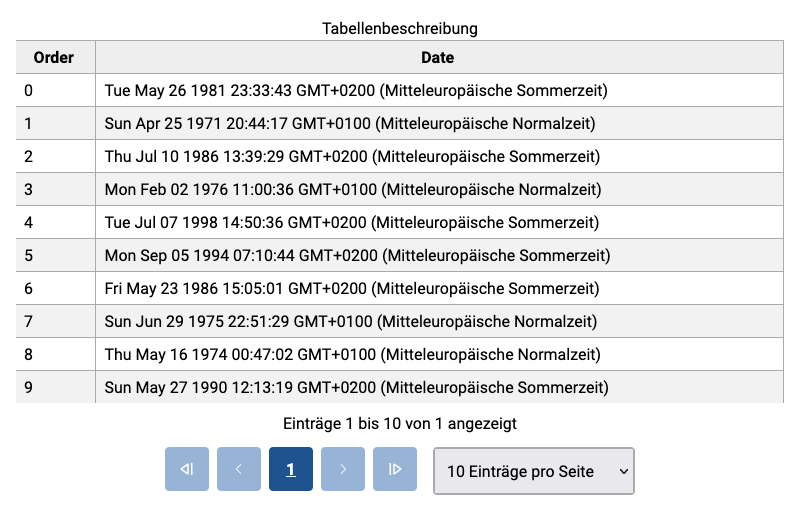 Tabellenbeschreibung
Order Date
0 Tue May 26 1981 23:33:43 GMT+0200 (Mitteleuropäische Sommerzeit)
1 Sun Apr 25 1971 20:44:17 GMT+0100 (Mitteleuropäische Normalzeit)
2 Thu Jul 10 1986 13:39:29 GMT+0200 (Mitteleuropäische Sommerzeit)
3 Mon Feb 02 1976 11:00:36 GMT+0100 (Mitteleuropäische Normalzeit)
4 Tue Jul 07 1998 14:50:36 GMT+0200 (Mitteleuropäische Sommerzeit)
5 Mon Sep 05 1994 07:10:44 GMT+0200 (Mitteleuropäische Sommerzeit)
6 Fri May 23 1986 15:05:01 GMT+0200 (Mitteleuropäische Sommerzeit)
7 Sun Jun 29 1975 22:51:29 GMT+0100 (Mitteleuropäische Normalzeit)
8 Thu May 16 1974 00:47:02 GMT+0100 (Mitteleuropäische Normalzeit)
9 Sun May 27 1990 12:13:19 GMT+0200 (Mitteleuropäische Sommerzeit)
Einträge 1 bis 10 von 1 angezeigt
1 10 Einträge pro Seite